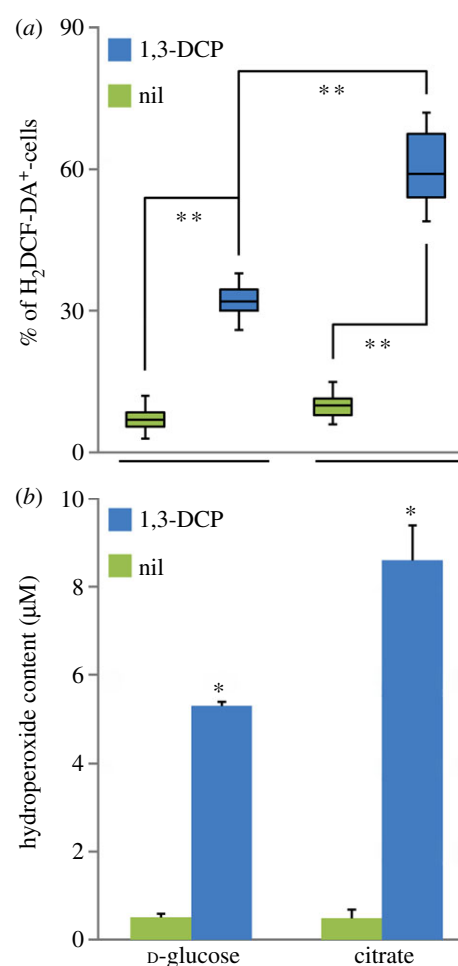 (a)
90
1,3-DCP
nil
**
60
**
% of H₂DCF-DA⁺-cells
30
**
0
(b)
10
1,3-DCP
nil
*
8
*
6
hydroperoxide content (µM)
4
2
0
D-glucose citrate